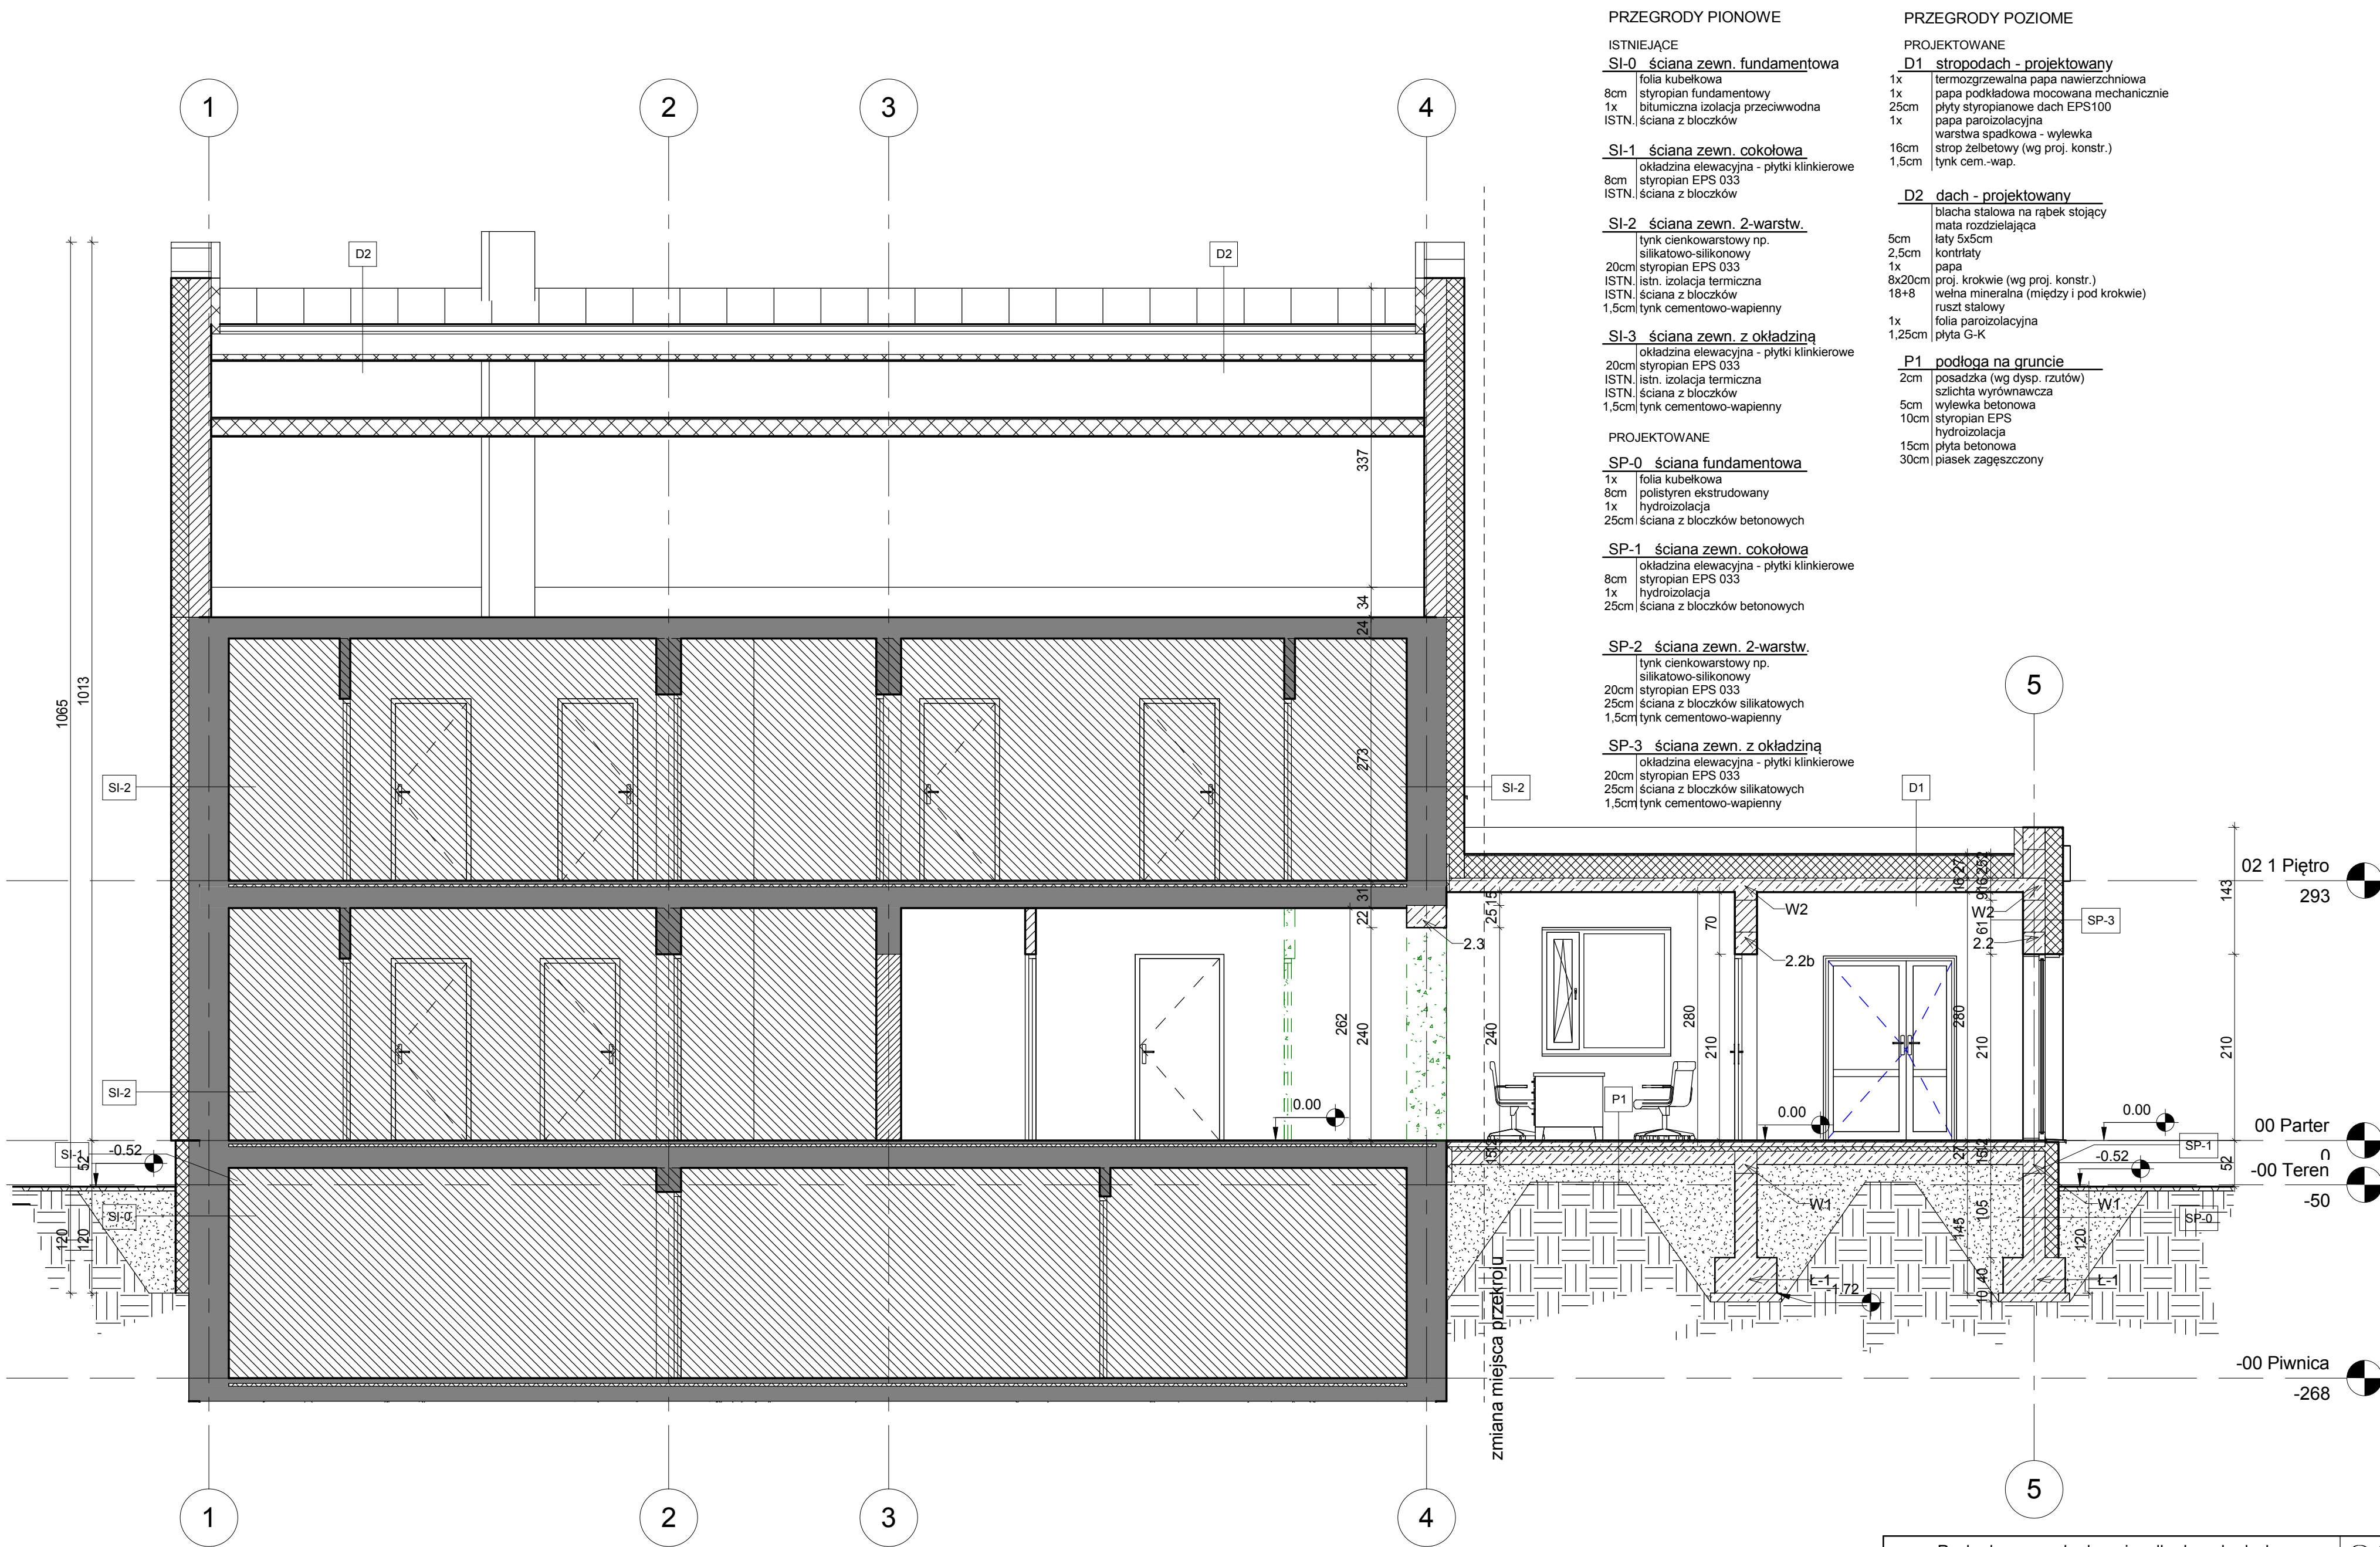 PRZEGRODY PIONOWE
ISTNIEJĄCE
SI-0 ściana zewn. fundamentowa
folia kubełkowa
8cm styropian fundamentowy
1x bitumiczna izolacja przeciwwodna
ISTN. ściana z bloczków
SI-1 ściana zewn. cokołowa
okładzina elewacyjna - płytki klinkierowe
8cm styropian EPS 033
ISTN. ściana z bloczków
SI-2 ściana zewn. 2-warstw.
tynk cienkowarstowy np.
silikatowo-silikonowy
20cm styropian EPS 033
ISTN. istn. izolacja termiczna
ISTN. ściana z bloczków
1,5cm tynk cementowo-wapienny
SI-3 ściana zewn. z okładziną
okładzina elewacyjna - płytki klinkierowe
20cm styropian EPS 033
ISTN. istn. izolacja termiczna
ISTN. ściana z bloczków
1,5cm tynk cementowo-wapienny
PROJEKTOWANE
SP-0 ściana fundamentowa
1x folia kubełkowa
8cm polistyren ekstrudowany
1x hydroizolacja
25cm ściana z bloczków betonowych
SP-1 ściana zewn. cokołowa
okładzina elewacyjna - płytki klinkierowe
8cm styropian EPS 033
1x hydroizolacja
25cm ściana z bloczków betonowych
SP-2 ściana zewn. 2-warstw.
tynk cienkowarstowy np.
silikatowo-silikonowy
20cm styropian EPS 033
25cm ściana z bloczków silikatowych
1,5cm tynk cementowo-wapienny
SP-3 ściana zewn. z okładziną
okładzina elewacyjna - płytki klinkierowe
20cm styropian EPS 033
25cm ściana z bloczków silikatowych
1,5cm tynk cementowo-wapienny
PRZEGRODY POZIOME
PROJEKTOWANE
D1 stropodach - projektowany
1x termozgrzewalna papa nawierzchniowa
1x papa podkładowa mocowana mechanicznie
25cm płyty styropianowe dach EPS100
1x papa paroizolacyjna
warstwa spadkowa - wylewka
16cm strop żelbetowy (wg proj. konstr.)
1,5cm tynk cem.-wap.
D2 dach - projektowany
blacha stalowa na rąbek stojący
mata rozdzielająca
5cm łaty 5x5cm
2,5cm kontrłaty
1x papa
8x20cm proj. krokwie (wg proj. konstr.)
18+8 wełna mineralna (między i pod krokwie)
ruszt stalowy
1x folia paroizolacyjna
1,25cm płyta G-K
P1 podłoga na gruncie
2cm posadzka (wg dysp. rzutów)
szlichta wyrównawcza
5cm wylewka betonowa
10cm styropian EPS
hydroizolacja
15cm płyta betonowa
30cm piasek zagęszczony
1
2
3
4
D2
D2
337
34
24
273
1065
1013
SI-2
SI-2
5
D1
02 1 Piętro
293
143
31
22
15
25
W2
W2
SP-3
70
61
2.3
2.2
2.2b
262
240
240
280
210
280
210
210
SI-2
P1
0.00
0.00
0.00
00 Parter
0
-00 Teren
-50
SI-1
-0.52
52
SP-1
-0.52
52
SI-0
120
120
W1
W1
SP-0
145
105
120
Ł-1
Ł-1
-1.72
40
10
zmiana miejsca przekroju
-00 Piwnica
-268
1
2
3
4
5